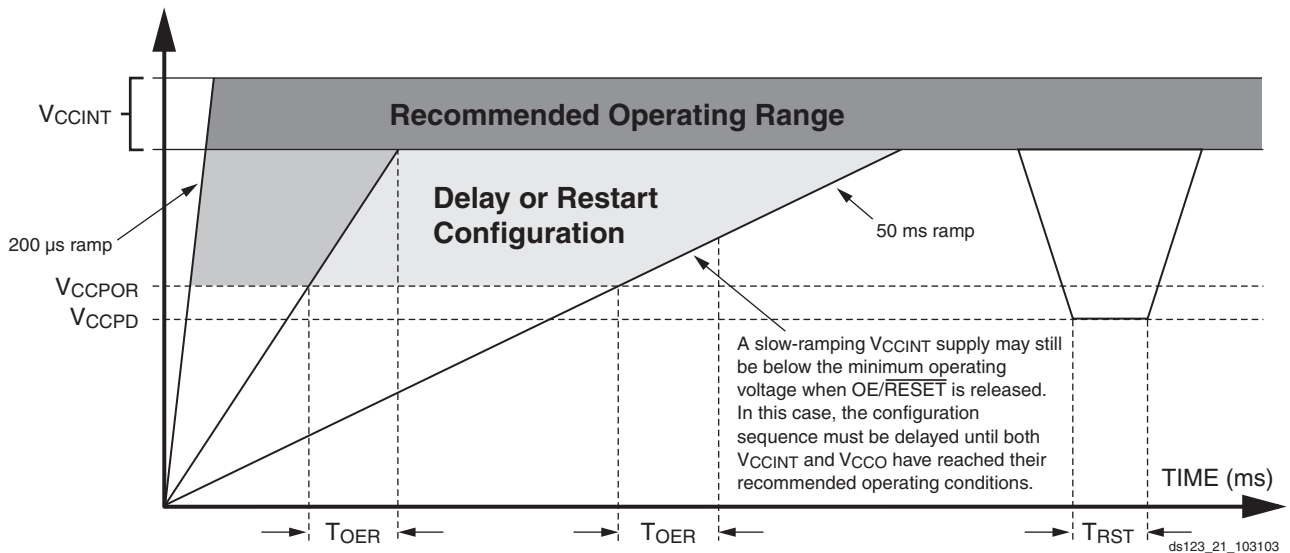 VCCINT
Recommended Operating Range
Delay or Restart
Configuration
200 µs ramp
50 ms ramp
VCCPOR
VCCPD
A slow-ramping VCCINT supply may still
be below the minimum operating
voltage when OE/RESET is released.
In this case, the configuration
sequence must be delayed until both
VCCINT and VCCO have reached their
recommended operating conditions.
TIME (ms)
TOER
TOER
TRST
ds123_21_103103